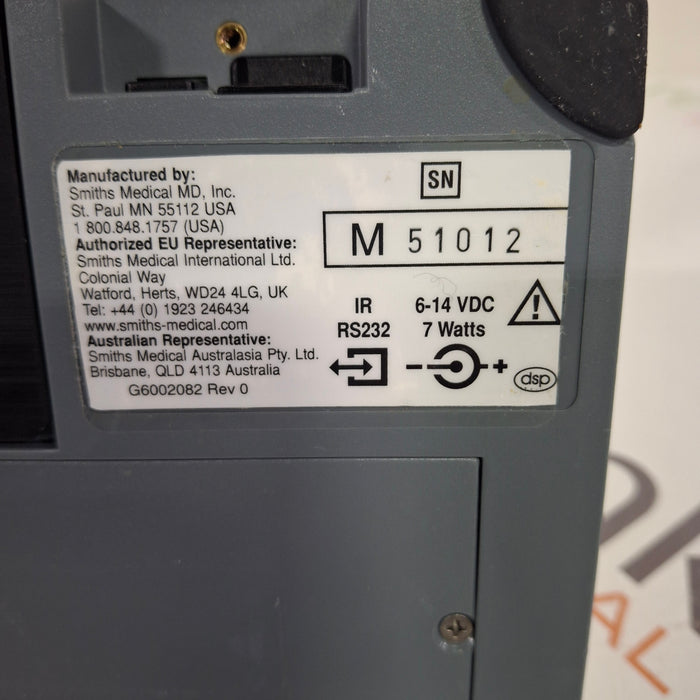 Manufactured by:
Smiths Medical MD, Inc.
St. Paul MN 55112 USA
1 800.848.1757 (USA)
Authorized EU Representative:
Smiths Medical International Ltd.
Colonial Way
Watford, Herts, WD24 4LG, UK
Tel: +44 (0) 1923 246434
www.smiths-medical.com
Australian Representative:
Smiths Medical Australasia Pty. Ltd.
Brisbane, QLD 4113 Australia
G6002082 Rev 0
SN
M 51012
IR
RS232
6-14 VDC
7 Watts
- +
dsp
AL